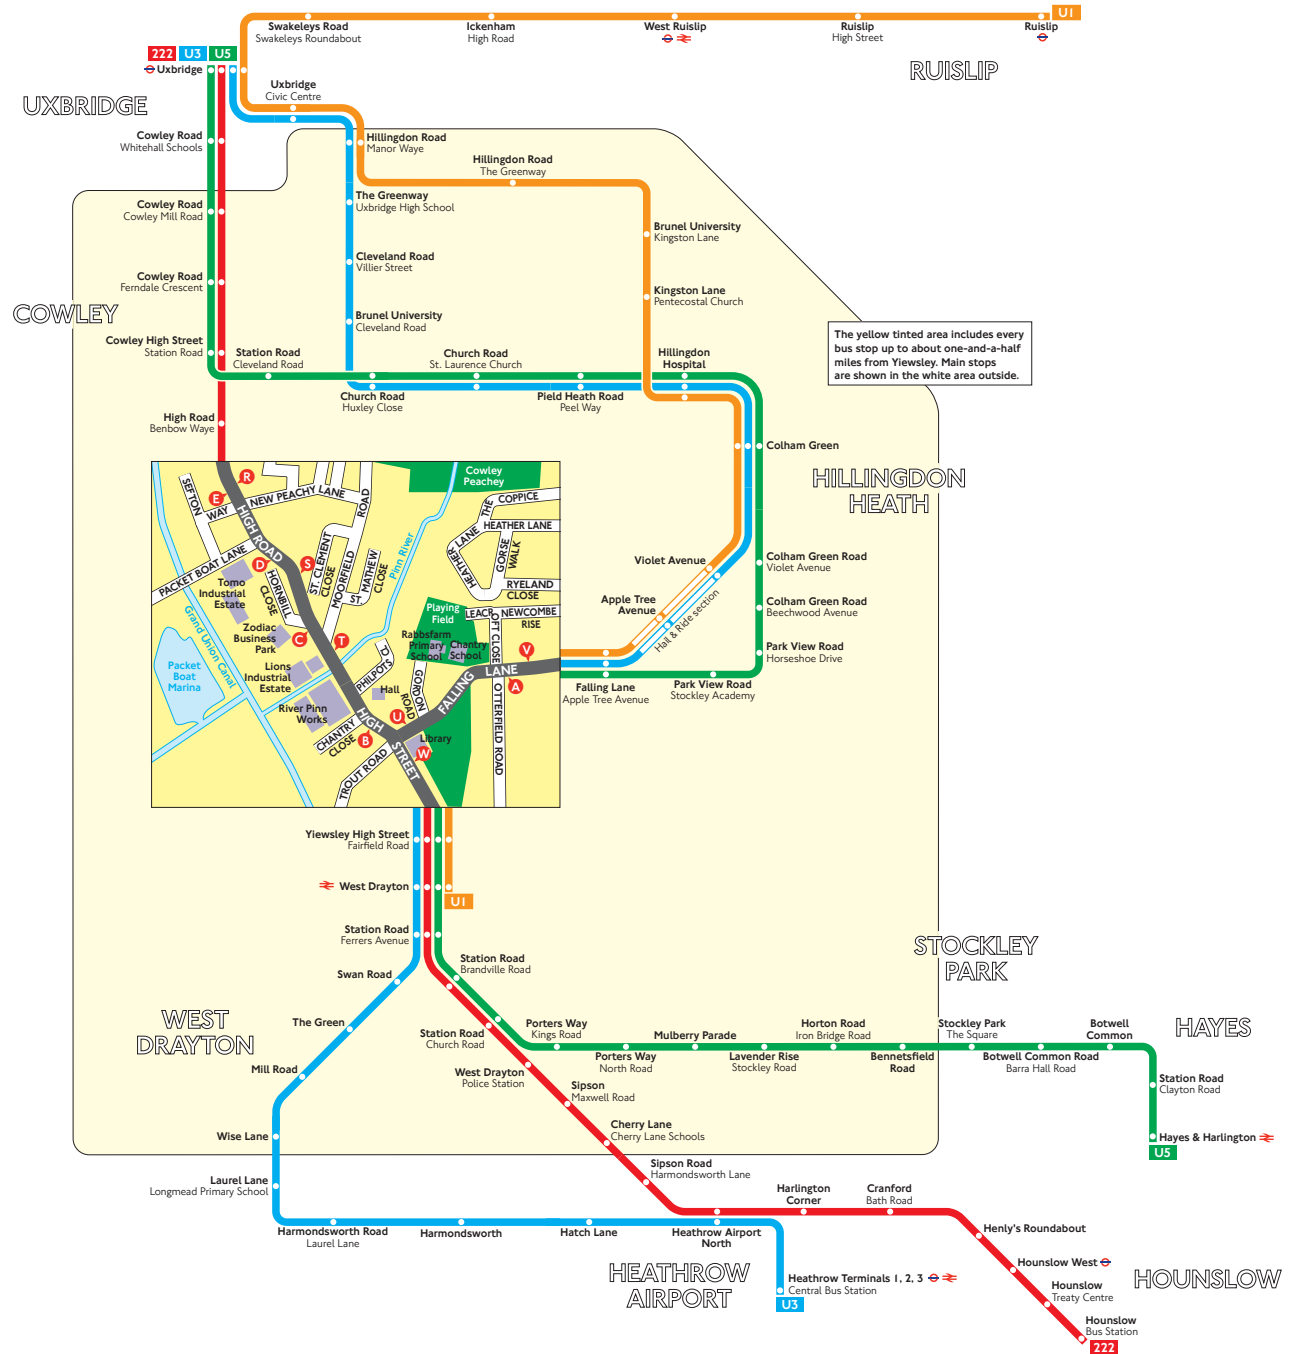 U1
Swakeleys Road
Swakeleys Roundabout
Ickenham
High Road
West Ruislip
Ruislip
High Street
Ruislip
222
U3
U5
Uxbridge
RUISLIP
UXBRIDGE
Uxbridge
Civic Centre
Cowley Road
Whitehall Schools
Hillingdon Road
Manor Waye
Hillingdon Road
The Greenway
The Greenway
Uxbridge High School
Cowley Road
Cowley Mill Road
Brunel University
Kingston Lane
Cleveland Road
Villier Street
Cowley Road
Ferndale Crescent
Kingston Lane
Pentecostal Church
COWLEY
Brunel University
Cleveland Road
The yellow tinted area includes every
bus stop up to about one-and-a-half
miles from Yiewsley. Main stops
are shown in the white area outside.
Cowley High Street
Station Road
Station Road
Cleveland Road
Church Road
St. Laurence Church
Hillingdon
Hospital
Church Road
Huxley Close
Pield Heath Road
Peel Way
High Road
Benbow Waye
Colham Green
HILLINGDON
HEATH
Cowley
Peachey
R
E
SEFTON
WAY
NEW PEACHY LANE
ROAD
THE
COPPICE
HIGH ROAD
HEATHER LANE
HEATHER
LANE
GORSE
WALK
PACKET BOAT LANE
D
S
ST. CLEMENT
CLOSE
MOORFIELD
ST.
MATHEW
CLOSE
Pinn River
Tomo
Industrial
Estate
HORNBILL
CLOSE
RYELAND
CLOSE
Playing
Field
LEACROFT CLOSE
NEWCOMBE
RISE
Grand Union Canal
Zodiac
Business
Park
C
T
Rabbsfarm
Primary
School
Chantry
School
V
Packet
Boat
Marina
Lions
Industrial
Estate
PHILPOTS
CL.
Hall
GORDON
ROAD
FALLING
LANE
A
OTTERFIELD ROAD
River Pinn
Works
U
HIGH
STREET
CHANTRY
CLOSE
B
Library
W
TROUT ROAD
Violet Avenue
Apple Tree
Avenue
Hail & Ride section
Colham Green Road
Violet Avenue
Colham Green Road
Beechwood Avenue
Park View Road
Horseshoe Drive
Falling Lane
Apple Tree Avenue
Park View Road
Stockley Academy
Yiewsley High Street
Fairfield Road
West Drayton
U1
Station Road
Ferrers Avenue
STOCKLEY
PARK
Station Road
Brandville Road
Swan Road
WEST
DRAYTON
The Green
Station Road
Church Road
Porters Way
Kings Road
Porters Way
North Road
Mulberry Parade
Lavender Rise
Stockley Road
Horton Road
Iron Bridge Road
Bennetsfield
Road
Stockley Park
The Square
Botwell Common Road
Barra Hall Road
Botwell
Common
HAYES
Mill Road
West Drayton
Police Station
Sipson
Maxwell Road
Station Road
Clayton Road
Cherry Lane
Cherry Lane Schools
Wise Lane
Hayes & Harlington
U5
Sipson Road
Harmondsworth Lane
Laurel Lane
Longmead Primary School
Harlington
Corner
Cranford
Bath Road
Harmondsworth Road
Laurel Lane
Harmondsworth
Hatch Lane
Heathrow Airport
North
Henly's Roundabout
Hounslow West
HEATHROW
AIRPORT
Heathrow Terminals 1, 2, 3
Central Bus Station
U3
Hounslow
Treaty Centre
HOUNSLOW
Hounslow
Bus Station
222